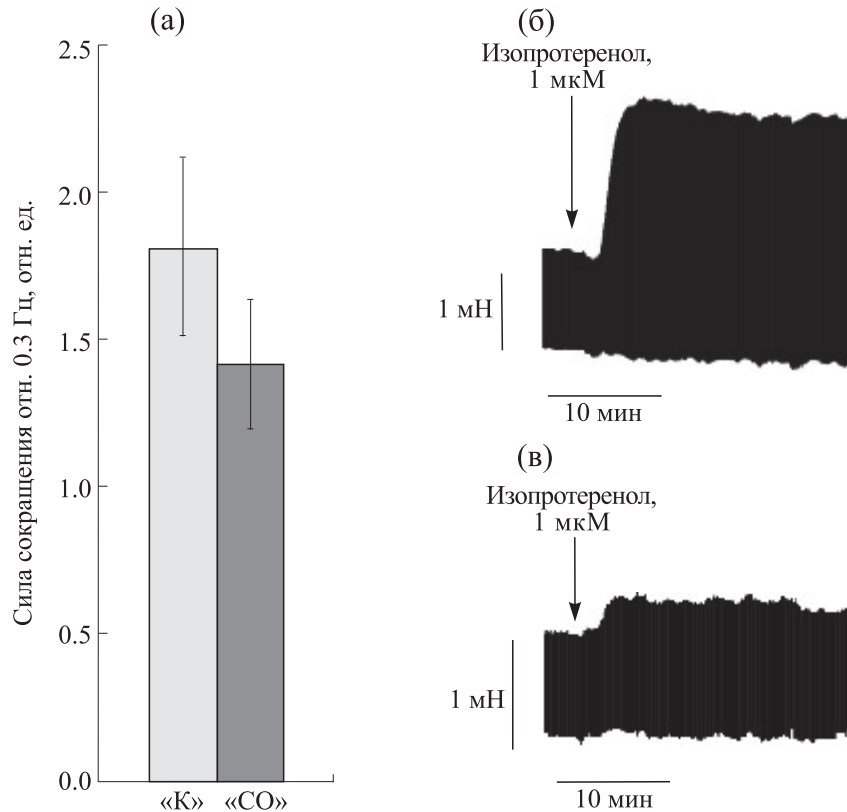 (а)
Сила сокращения отн. 0.3 Гц, отн. ед.
2.5
2.0
1.5
1.0
0.5
0.0
«К» «СО»
(б)
Изопротеренол,
1 мкМ
1 мН
10 мин
(в)
Изопротеренол,
1 мкМ
1 мН
10 мин